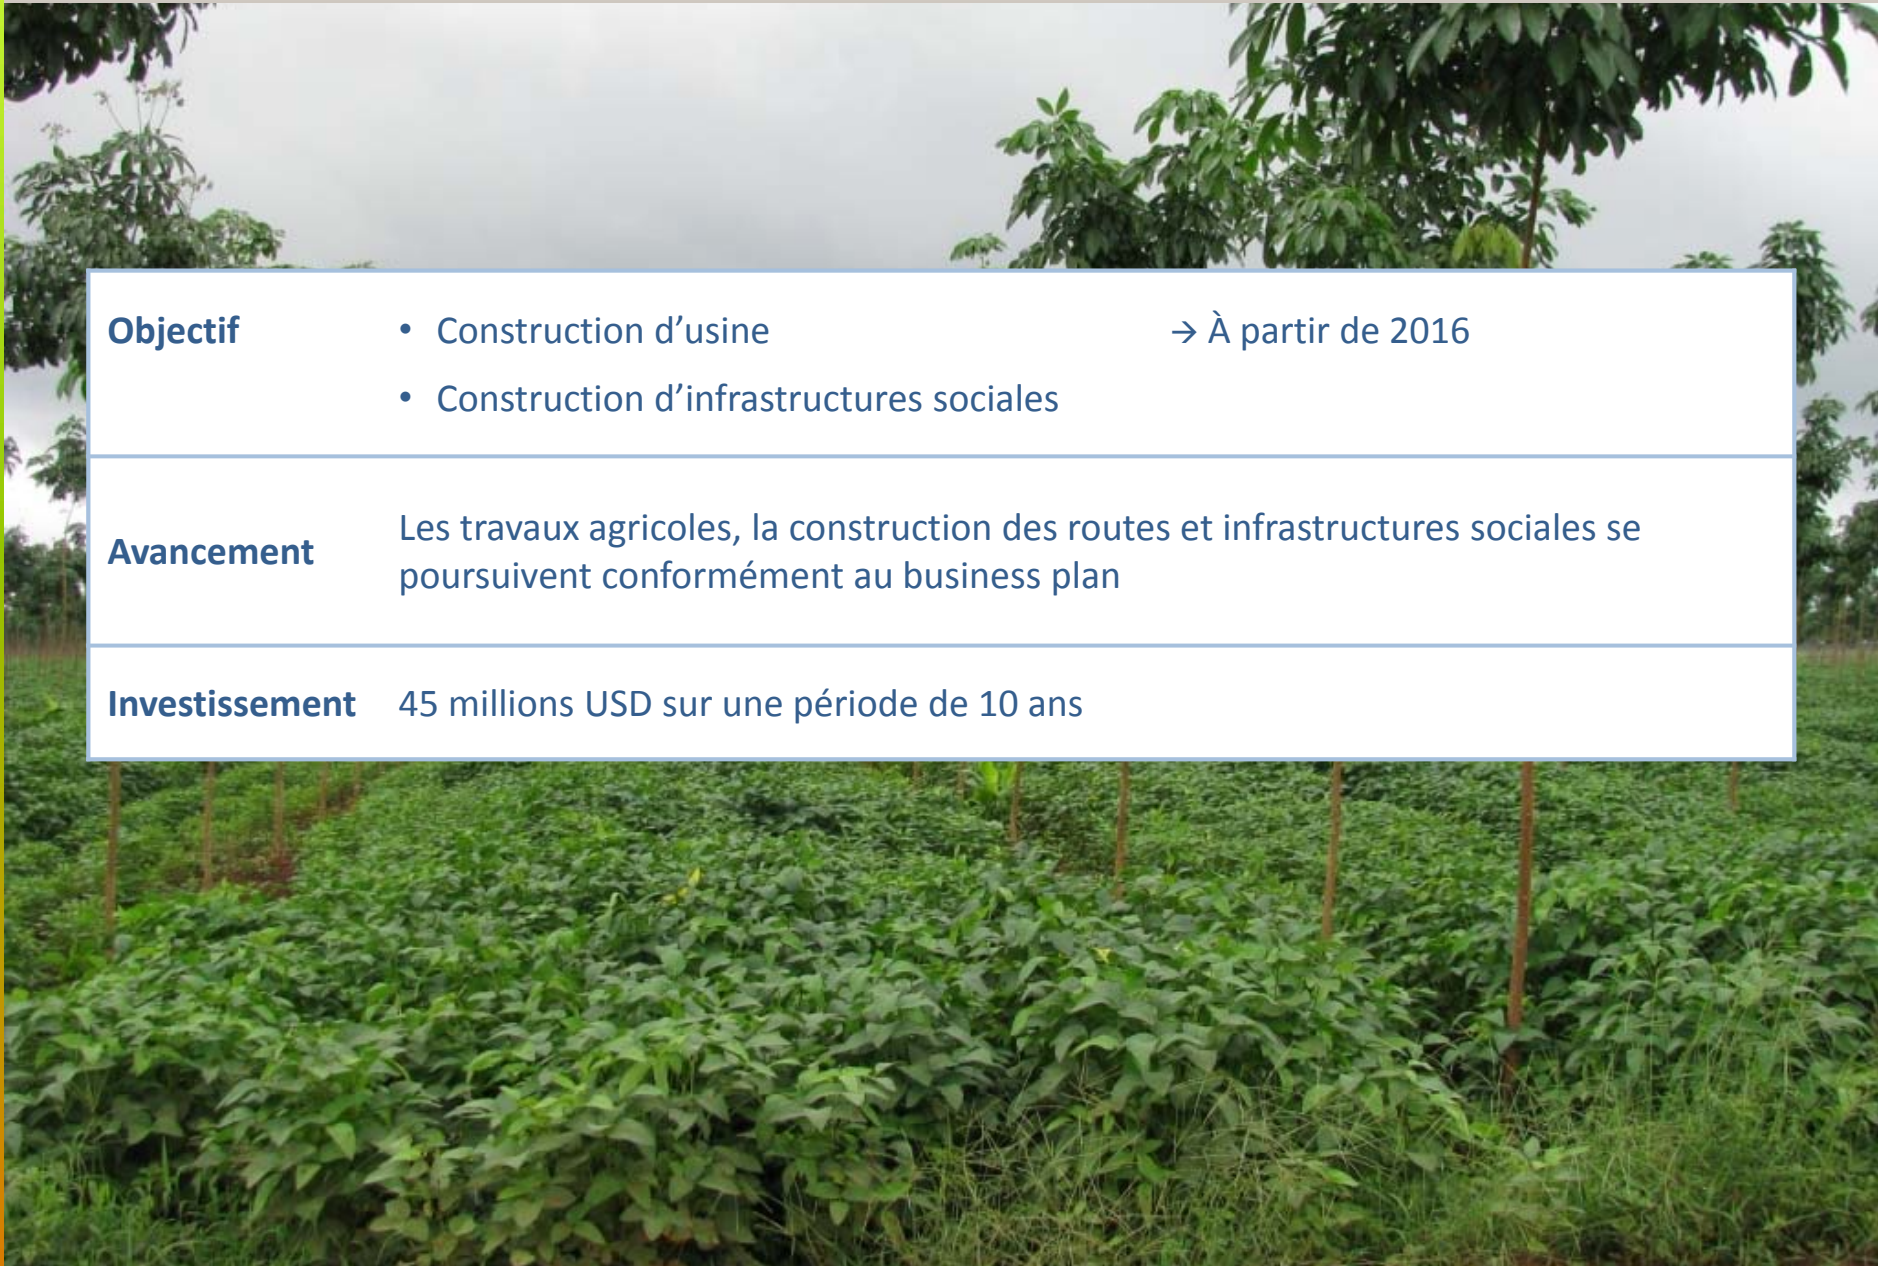 Objectif • Construction d’usine → À partir de 2016
• Construction d’infrastructures sociales
Avancement Les travaux agricoles, la construction des routes et infrastructures sociales se
poursuivent conformément au business plan
Investissement 45 millions USD sur une période de 10 ans